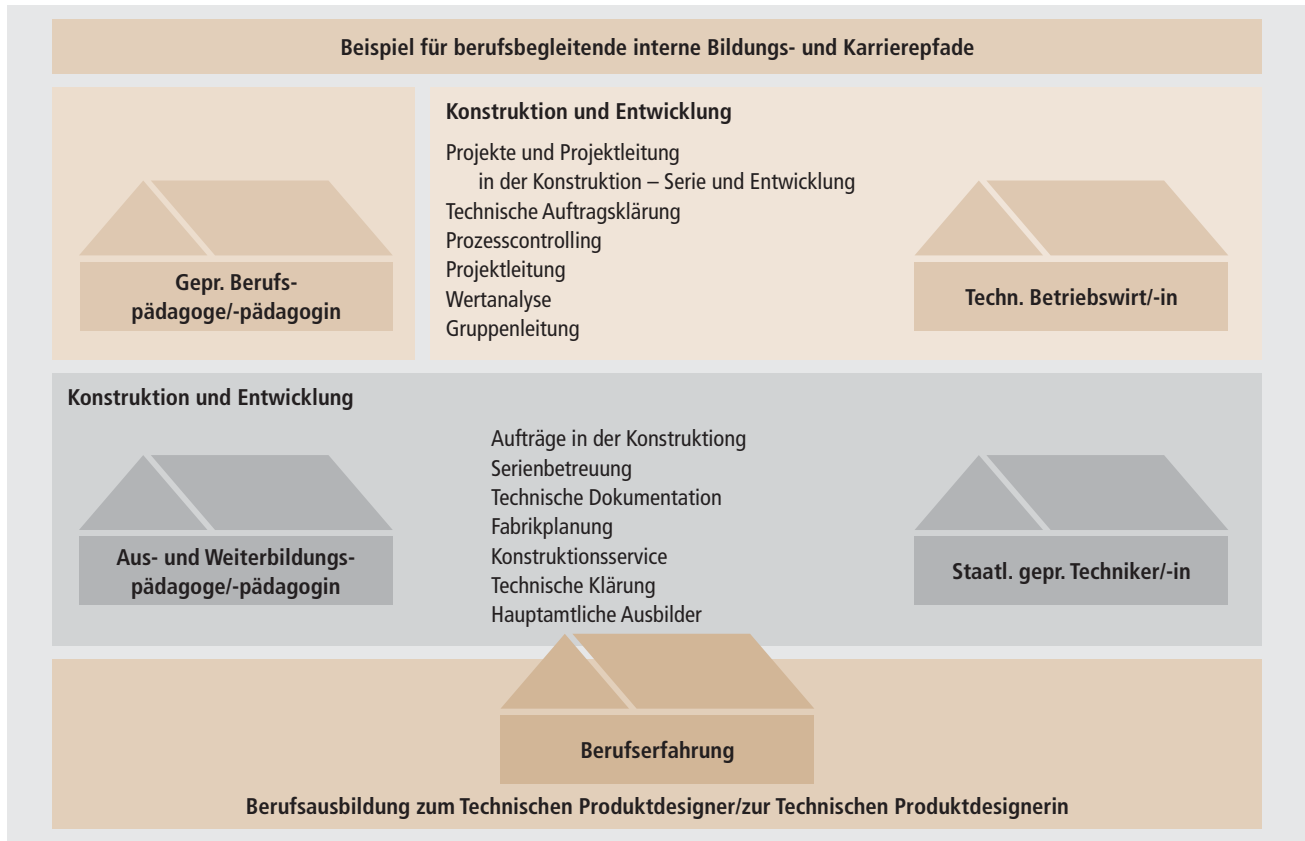 Beispiel für berufsbegleitende interne Bildungs- und Karrierepfade
Konstruktion und Entwicklung
Projekte und Projektleitung
in der Konstruktion – Serie und Entwicklung
Technische Auftragsklärung
Prozesscontrolling
Projektleitung
Wertanalyse
Gruppenleitung
Gepr. Berufs-
pädagoge/-pädagogin
Techn. Betriebswirt/-in
Konstruktion und Entwicklung
Aufträge in der Konstruktiong
Serienbetreuung
Technische Dokumentation
Fabrikplanung
Konstruktionsservice
Technische Klärung
Hauptamtliche Ausbilder
Aus- und Weiterbildungs-
pädagoge/-pädagogin
Staatl. gepr. Techniker/-in
Berufserfahrung
Berufsausbildung zum Technischen Produktdesigner/zur Technischen Produktdesignerin